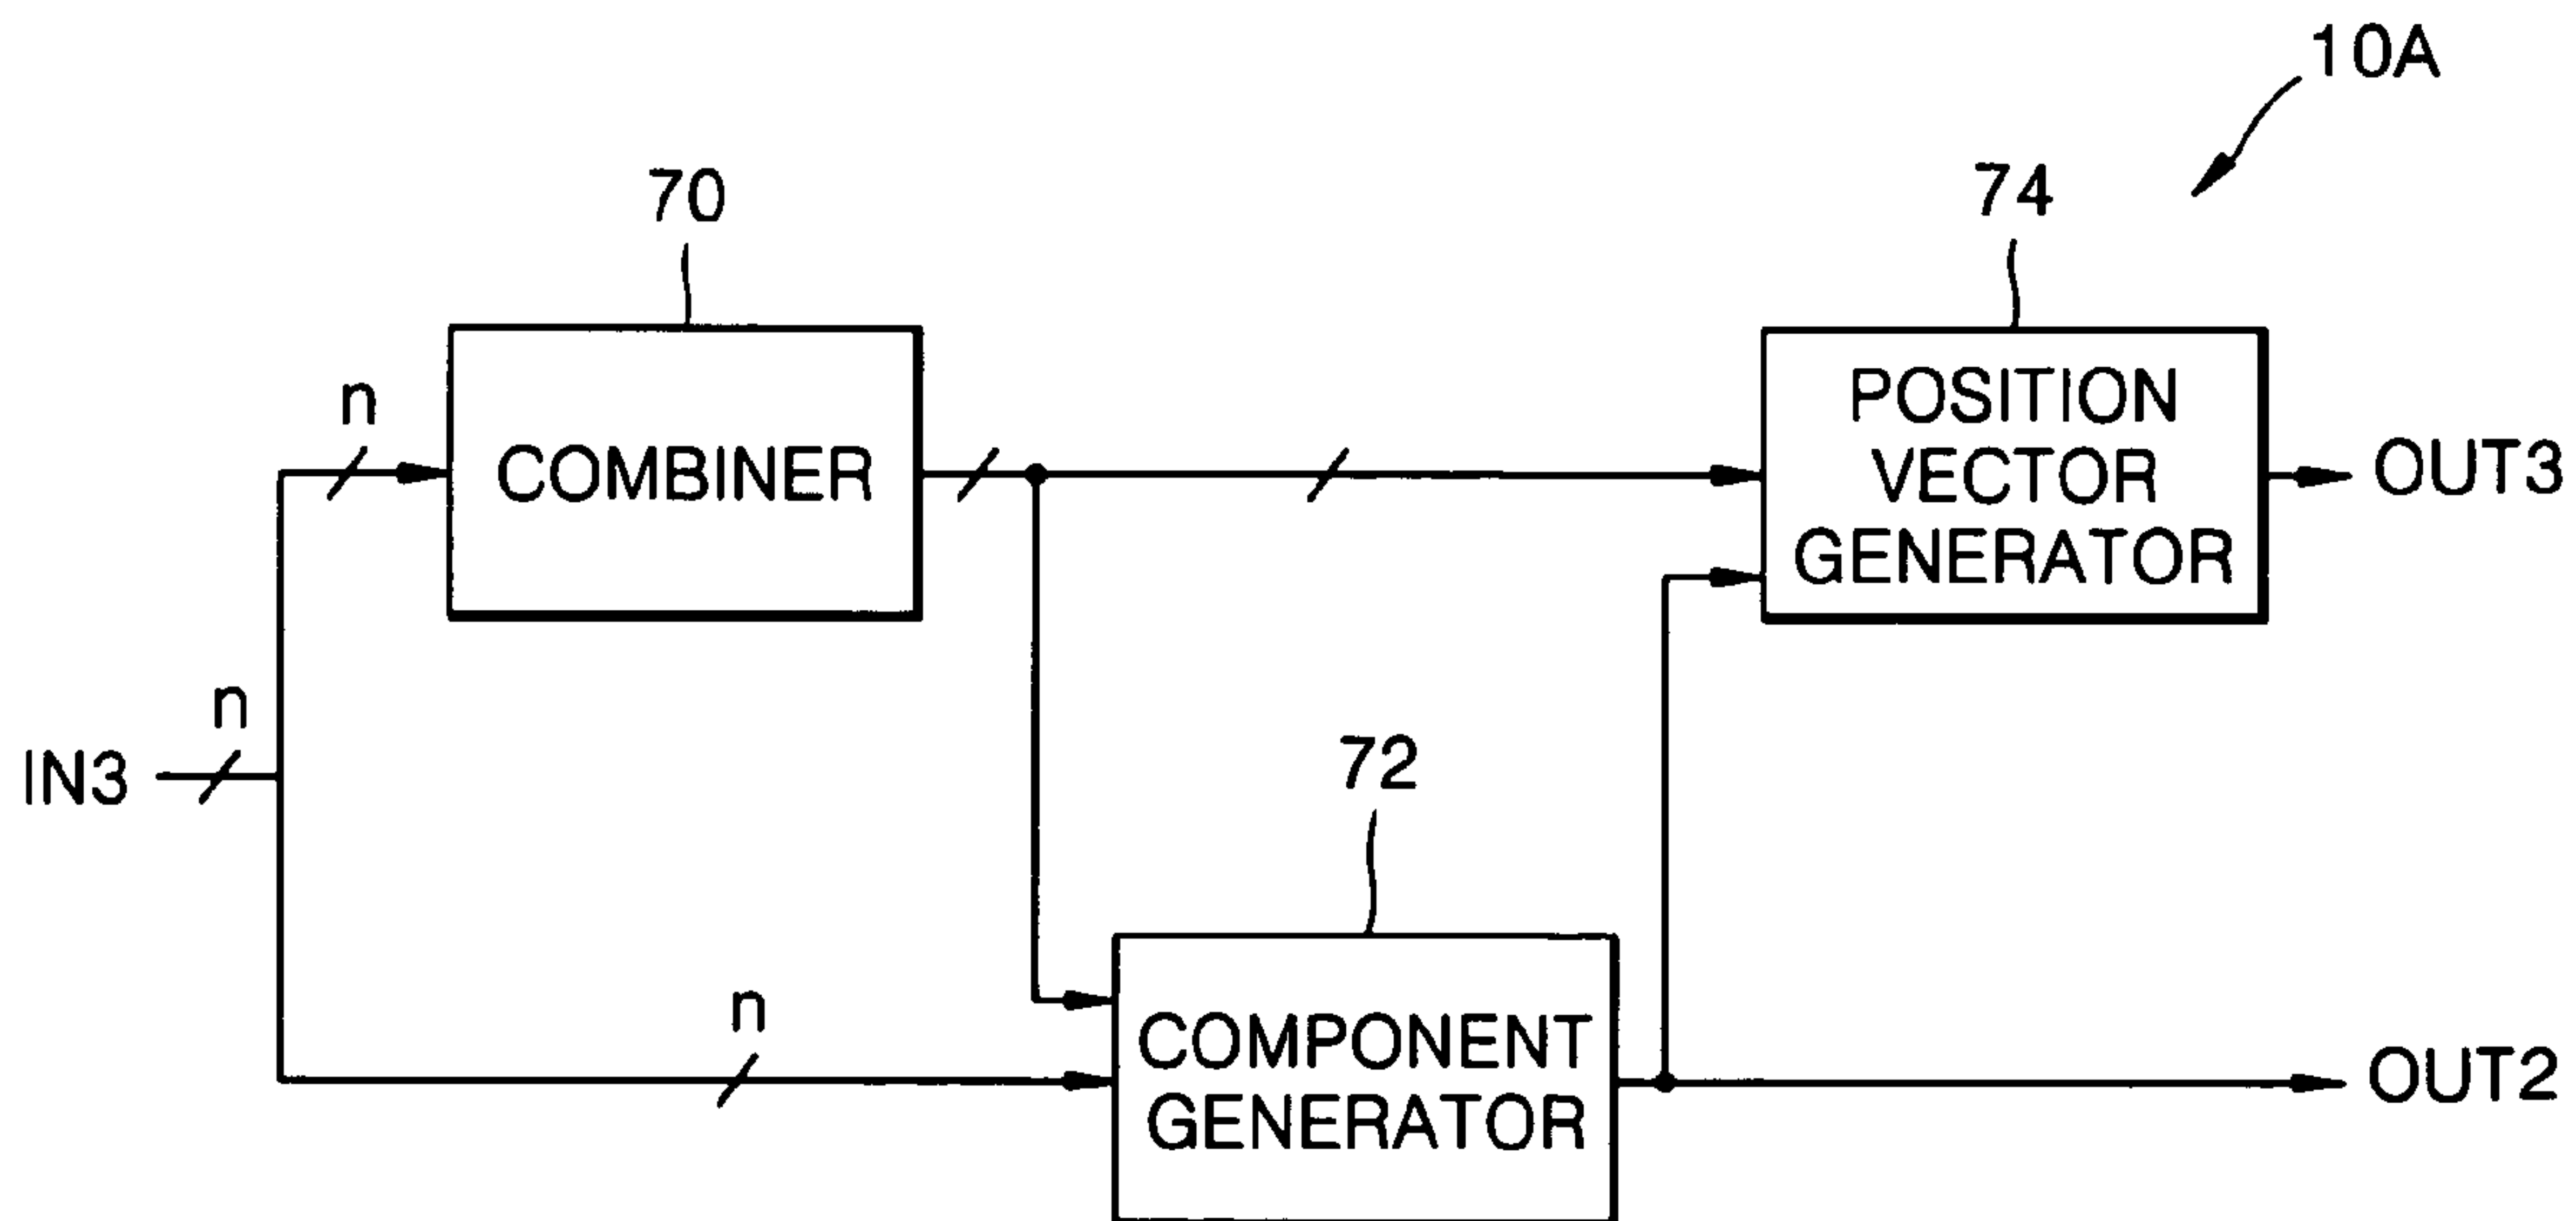 10A
70
74
n
COMBINER
POSITION
VECTOR
GENERATOR
OUT3
n
IN3
72
n
COMPONENT
GENERATOR
OUT2